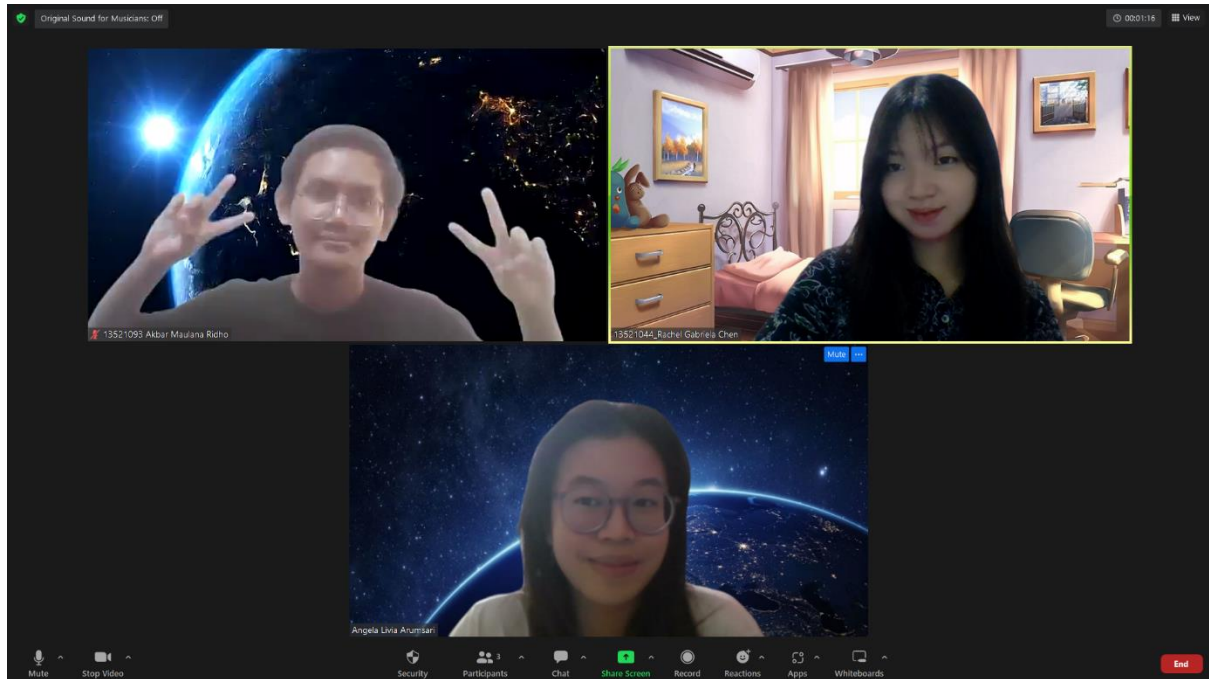 Original Sound for Musicians: Off
00:01:16
View
13521093 Akbar Maulana Ridho
13521044_Rachel Gabriela Chen
Mute
Angela Livia Arumsari
Mute
Stop Video
Security
3
Participants
Chat
Share Screen
Record
Reactions
Apps
Whiteboards
End